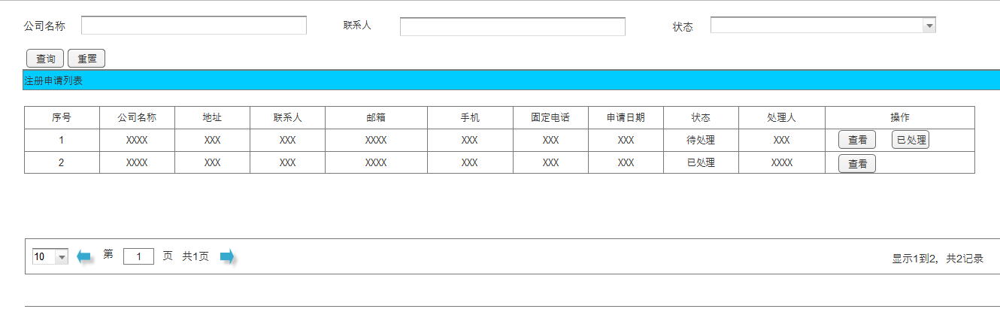 公司名称 联系人 状态
查询 重置
注册申请列表
序号 公司名称 地址 联系人 邮箱 手机 固定电话 申请日期 状态 处理人 操作
1 XXXX XXX XXX XXXX XXX XXX XXX 待处理 XXX 查看 已处理
2 XXXX XXX XXX XXXX XXX XXX XXX 已处理 XXXX 查看
10 第 1 页 共1页 显示1到2，共2记录